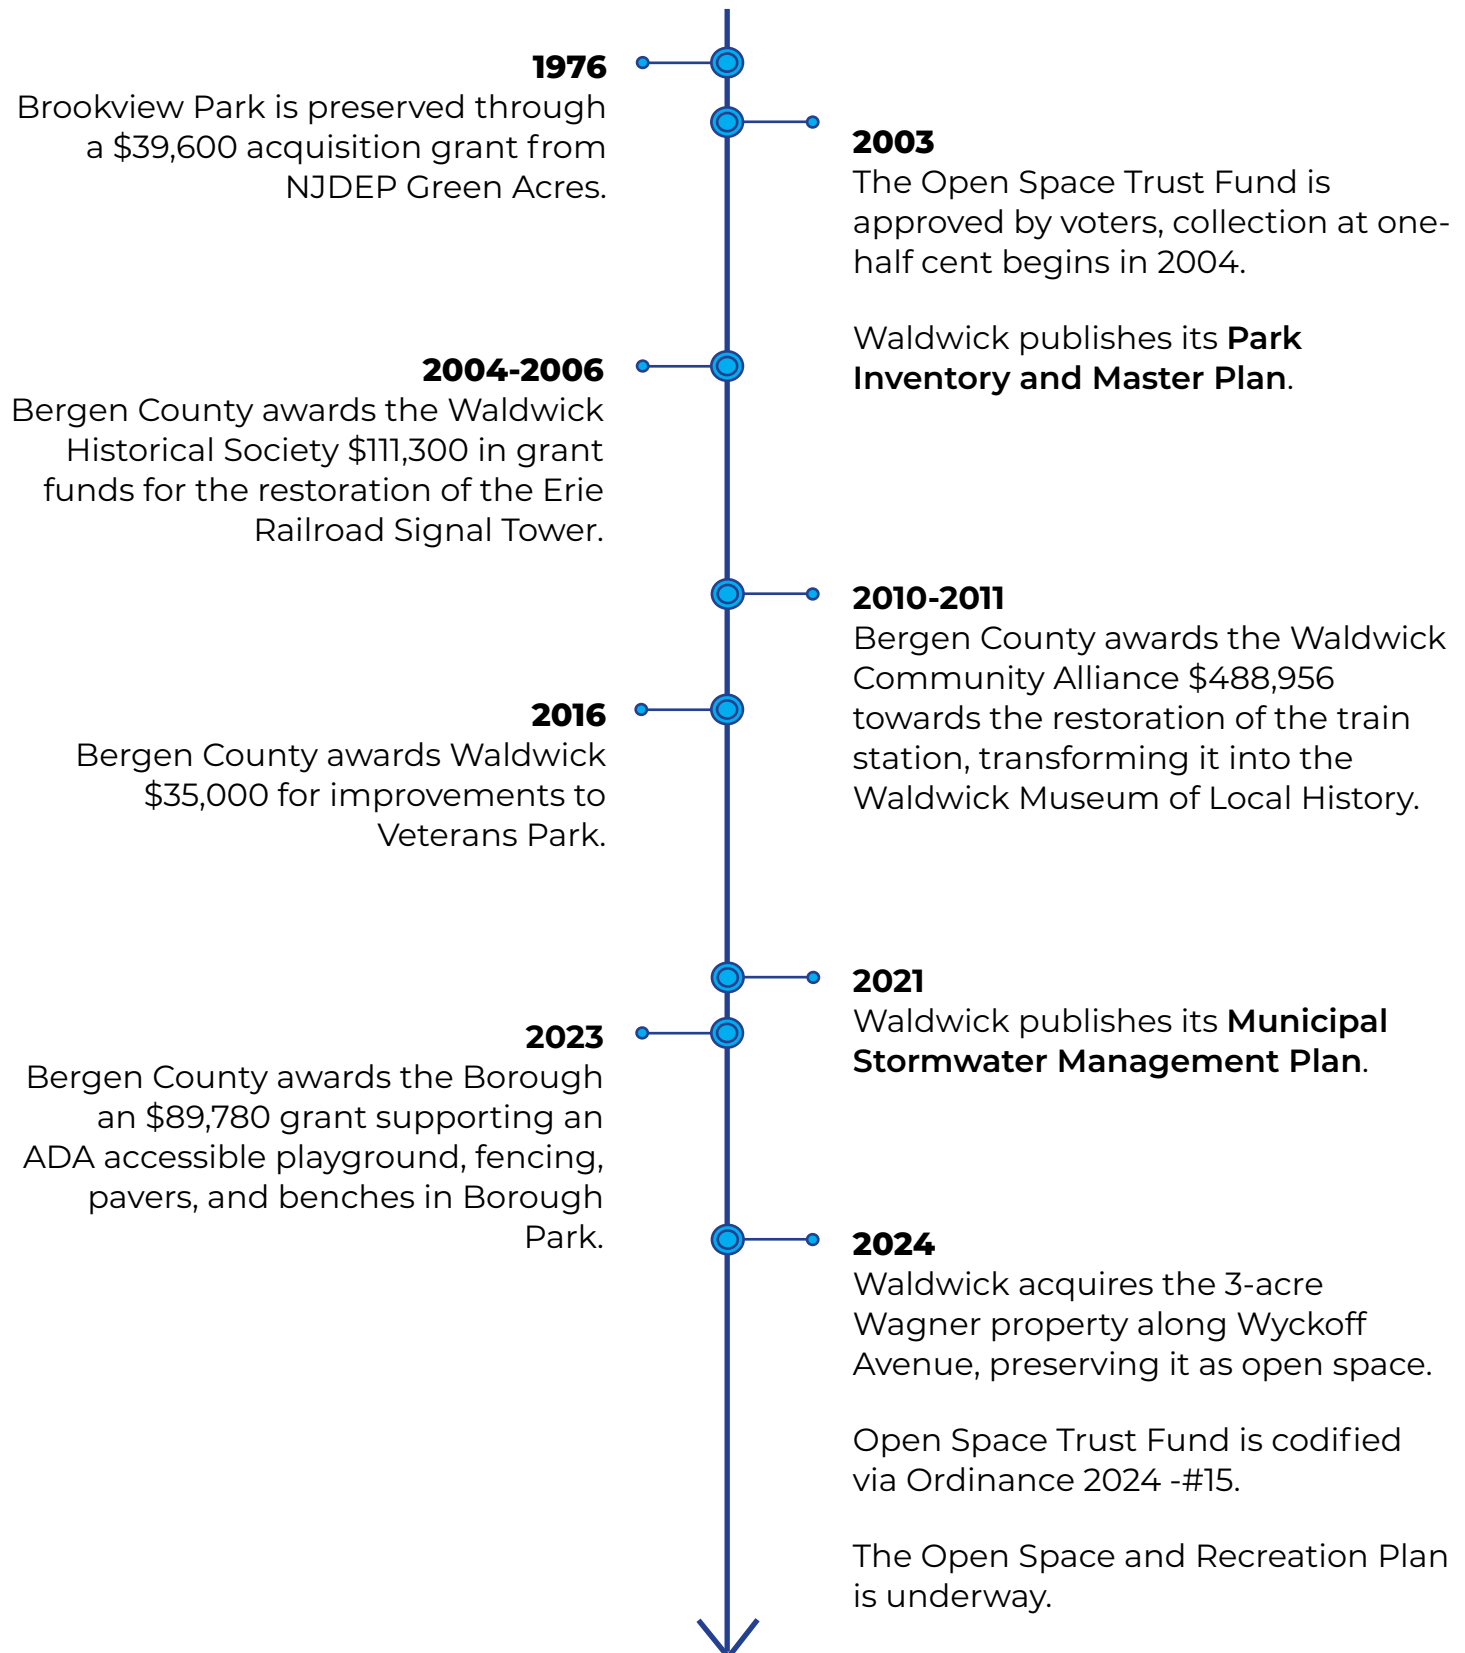 1976
Brookview Park is preserved through
a $39,600 acquisition grant from
NJDEP Green Acres.
2003
The Open Space Trust Fund is
approved by voters, collection at one-
half cent begins in 2004.
Waldwick publishes its Park
Inventory and Master Plan.
2004-2006
Bergen County awards the Waldwick
Historical Society $111,300 in grant
funds for the restoration of the Erie
Railroad Signal Tower.
2010-2011
Bergen County awards the Waldwick
Community Alliance $488,956
towards the restoration of the train
station, transforming it into the
Waldwick Museum of Local History.
2016
Bergen County awards Waldwick
$35,000 for improvements to
Veterans Park.
2021
Waldwick publishes its Municipal
Stormwater Management Plan.
2023
Bergen County awards the Borough
an $89,780 grant supporting an
ADA accessible playground, fencing,
pavers, and benches in Borough
Park.
2024
Waldwick acquires the 3-acre
Wagner property along Wyckoff
Avenue, preserving it as open space.
Open Space Trust Fund is codified
via Ordinance 2024 -#15.
The Open Space and Recreation Plan
is underway.